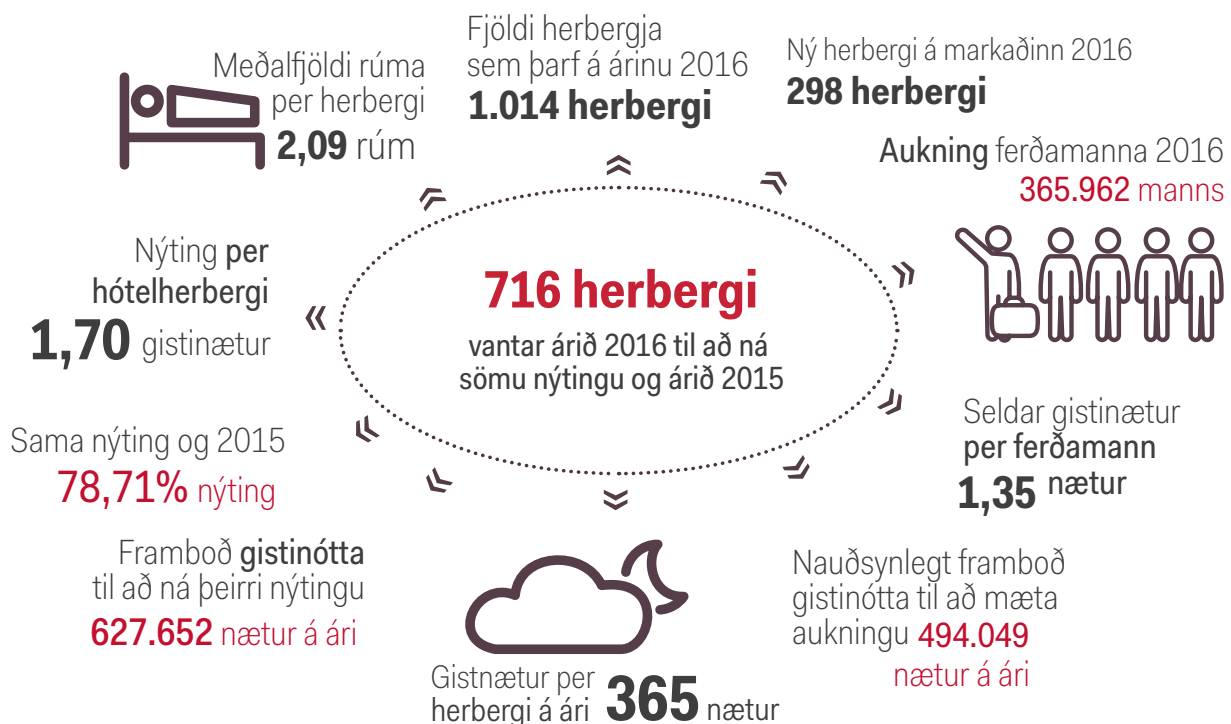 Meðalfjöldi rúma
per herbergi
2,09 rúm
Fjöldi herbergja
sem þarf á árinu 2016
1.014 herbergi
Ný herbergi á markaðinn 2016
298 herbergi
Aukning ferðamanna 2016
365.962 manns
Nýting per
hótelherbergi
1,70 gistinætur
716 herbergi
vantar árið 2016 til að ná
sömu nýtingu og árið 2015
Sama nýting og 2015
78,71% nýting
Seldar gistinætur
per ferðamann
1,35 nætur
Framboð gistinótta
til að ná þeirri nýtingu
627.652 nætur á ári
Gistnætur per
herbergi á ári 365 nætur
Nauðsynlegt framboð
gistinótta til að mæta
aukningu 494.049
nætur á ári